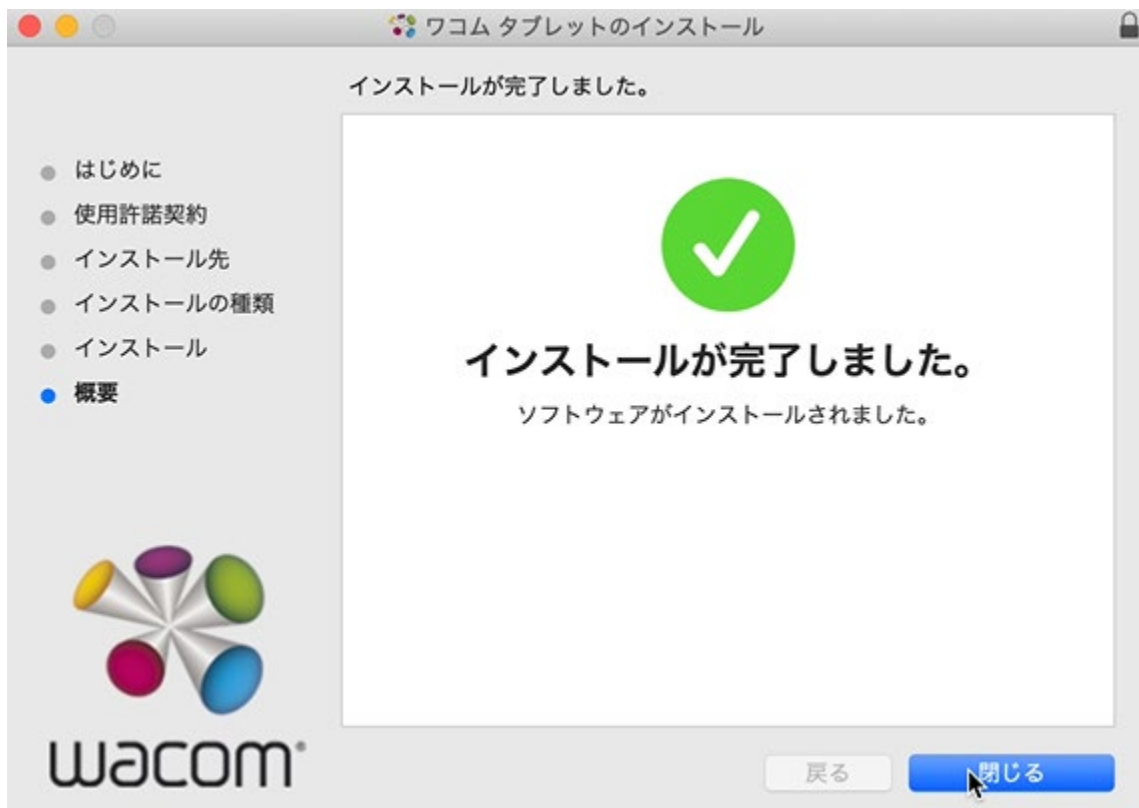 ワコム タブレットのインストール
インストールが完了しました。
はじめに
使用許諾契約
インストール先
インストールの種類
インストール
概要
インストールが完了しました。
ソフトウェアがインストールされました。
wacom®
戻る
閉じる